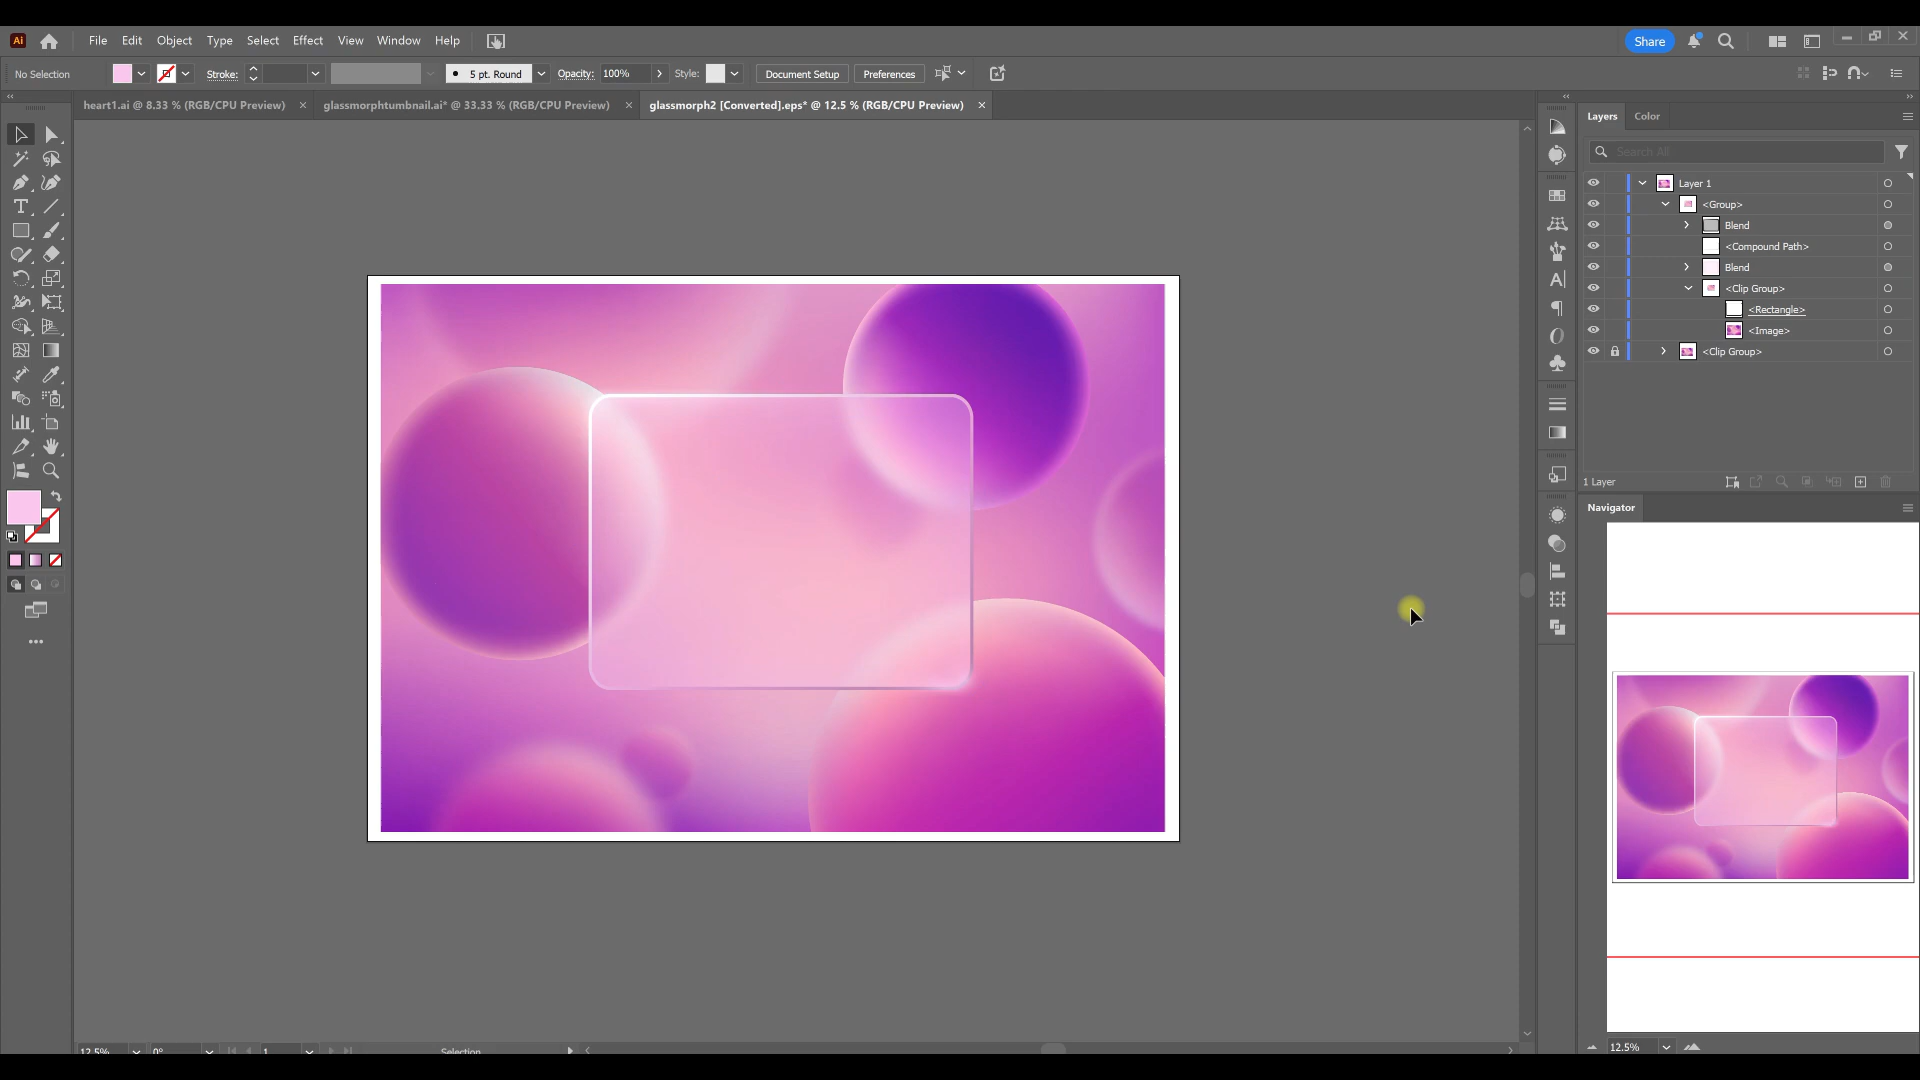 Ai File Edit Object Type Select Effect View Window Help Share
No Selection Stroke: 5 pt. Round Opacity: 100% Style: Document Setup Preferences
heart1.ai @ 8.33 % (RGB/CPU Preview) × glassmorphtumbnail.ai* @ 33.33 % (RGB/CPU Preview) × glassmorph2 [Converted].eps* @ 12.5 % (RGB/CPU Preview) ×
Layers Color
Search All
Layer 1
<Group>
Blend
<Compound Path>
Blend
<Clip Group>
<Rectangle>
<Image>
<Clip Group>
1 Layer
Navigator
12.5% 0° 1 Selection
12.5%